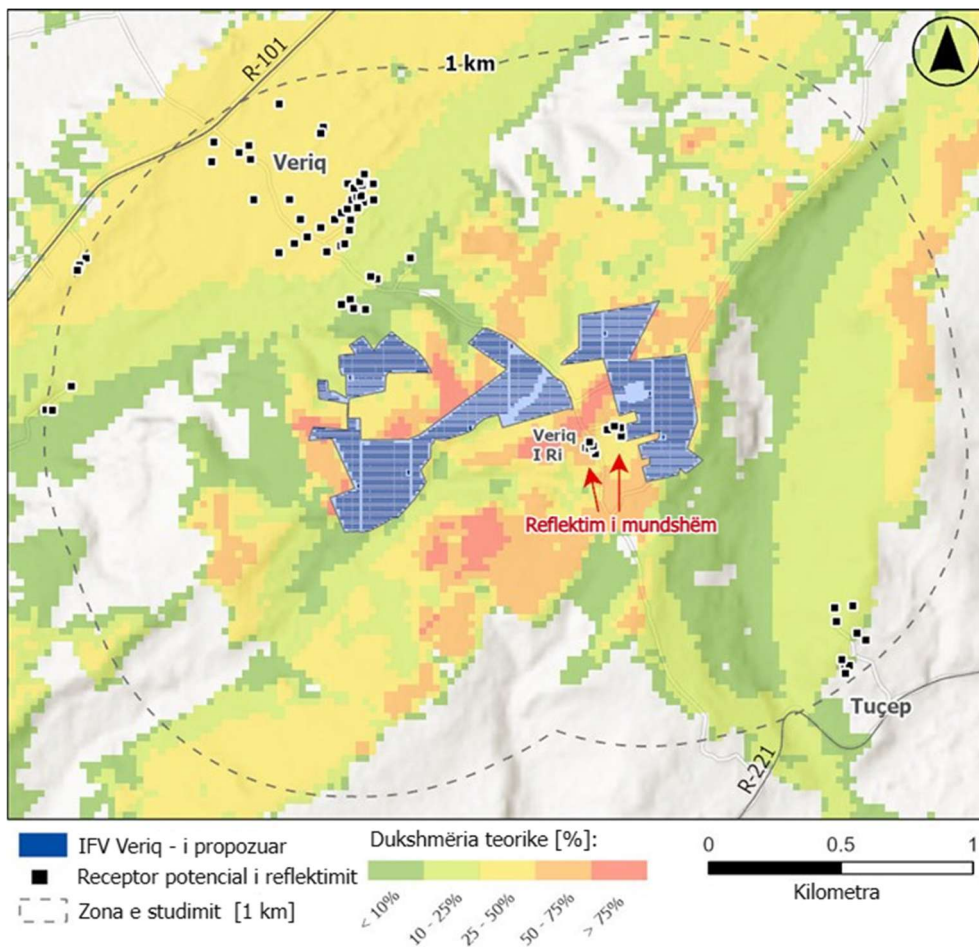 R-101
1 km
Veriq
Veriq
I Ri
Reflektim i mundshëm
Tuçep
R-221
IFV Veriq - i propozuar
Receptor potencial i reflektimit
Zona e studimit [1 km]
Dukshmëria teorike [%]:
< 10%
10 - 25%
25 - 50%
50 - 75%
> 75%
0 0.5 1
Kilometra